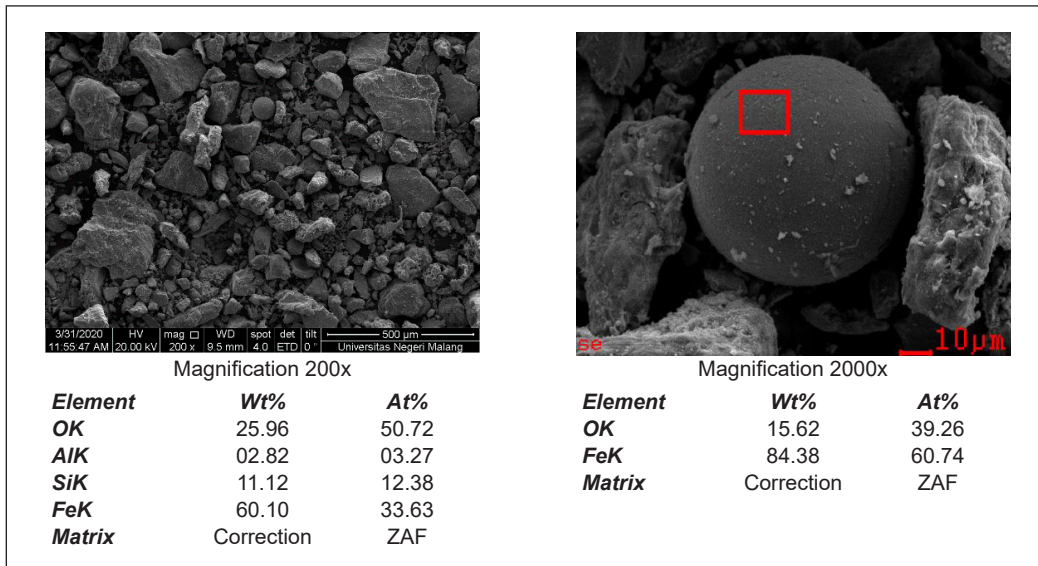 3/31/2020 HV mag □ WD spot det tilt 500 µm
11:55:47 AM 20.00 kV 200 x 9.5 mm 4.0 ETD 0 ° Universitas Negeri Malang
Magnification 200x
Element Wt% At%
OK 25.96 50.72
AlK 02.82 03.27
SiK 11.12 12.38
FeK 60.10 33.63
Matrix Correction ZAF
se 10µm
Magnification 2000x
Element Wt% At%
OK 15.62 39.26
FeK 84.38 60.74
Matrix Correction ZAF